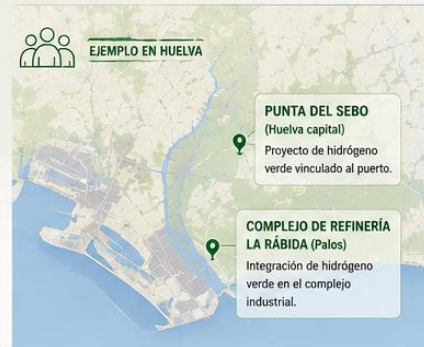 EJEMPLO EN HUELVA
PUNTA DEL SEBO
(Huelva capital)
Proyecto de hidrógeno
verde vinculado al puerto.
COMPLEJO DE REFINERÍA
LA RÁBIDA (Palos)
Integración de hidrógeno
verde en el complejo
industrial.